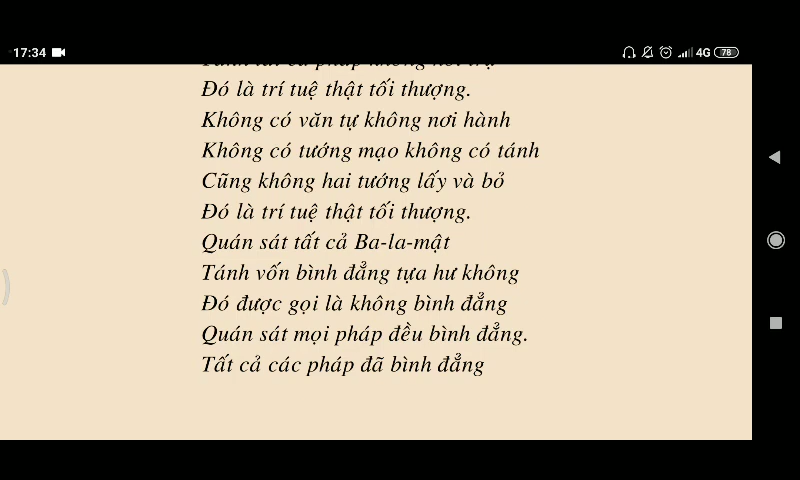 17:34
4G 78
Đó là trí tuệ thật tối thượng.
Không có văn tự không nơi hành
Không có tướng mạo không có tánh
Cũng không hai tướng lấy và bỏ
Đó là trí tuệ thật tối thượng.
Quán sát tất cả Ba-la-mật
Tánh vốn bình đẳng tựa hư không
Đó được gọi là không bình đẳng
Quán sát mọi pháp đều bình đẳng.
Tất cả các pháp đã bình đẳng